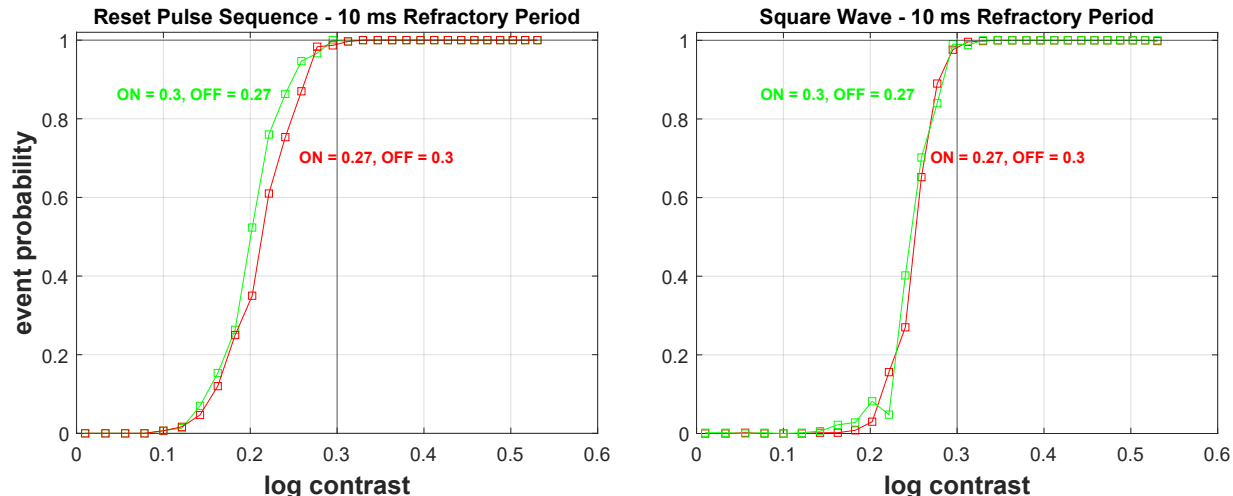 Reset Pulse Sequence - 10 ms Refractory Period
1
ON = 0.3, OFF = 0.27
0.8
ON = 0.27, OFF = 0.3
0.6
event probability
0.4
0.2
0
0 0.1 0.2 0.3 0.4 0.5 0.6
log contrast
Square Wave - 10 ms Refractory Period
1
ON = 0.3, OFF = 0.27
0.8
ON = 0.27, OFF = 0.3
0.6
0.4
0.2
0
0 0.1 0.2 0.3 0.4 0.5 0.6
log contrast